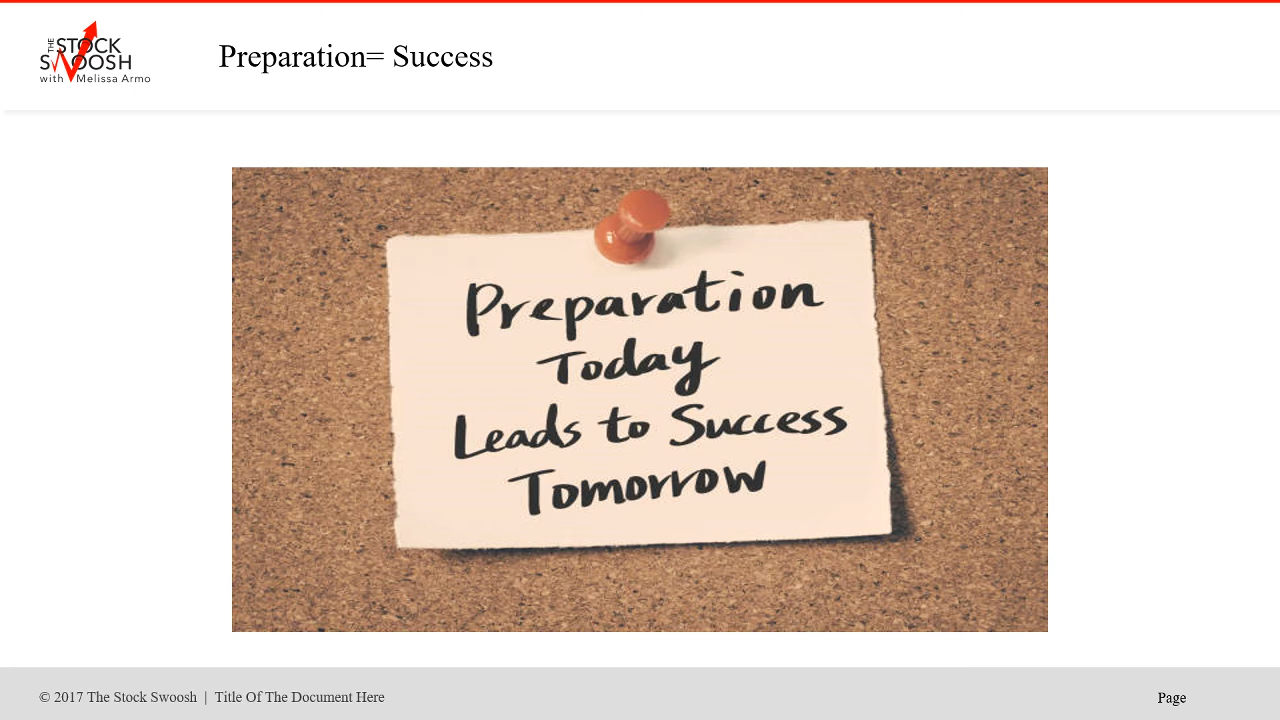 THE
STOCK
SWOOSH
with Melissa Armo
Preparation= Success
Preparation
Today
Leads to Success
Tomorrow
© 2017 The Stock Swoosh | Title Of The Document Here
Page